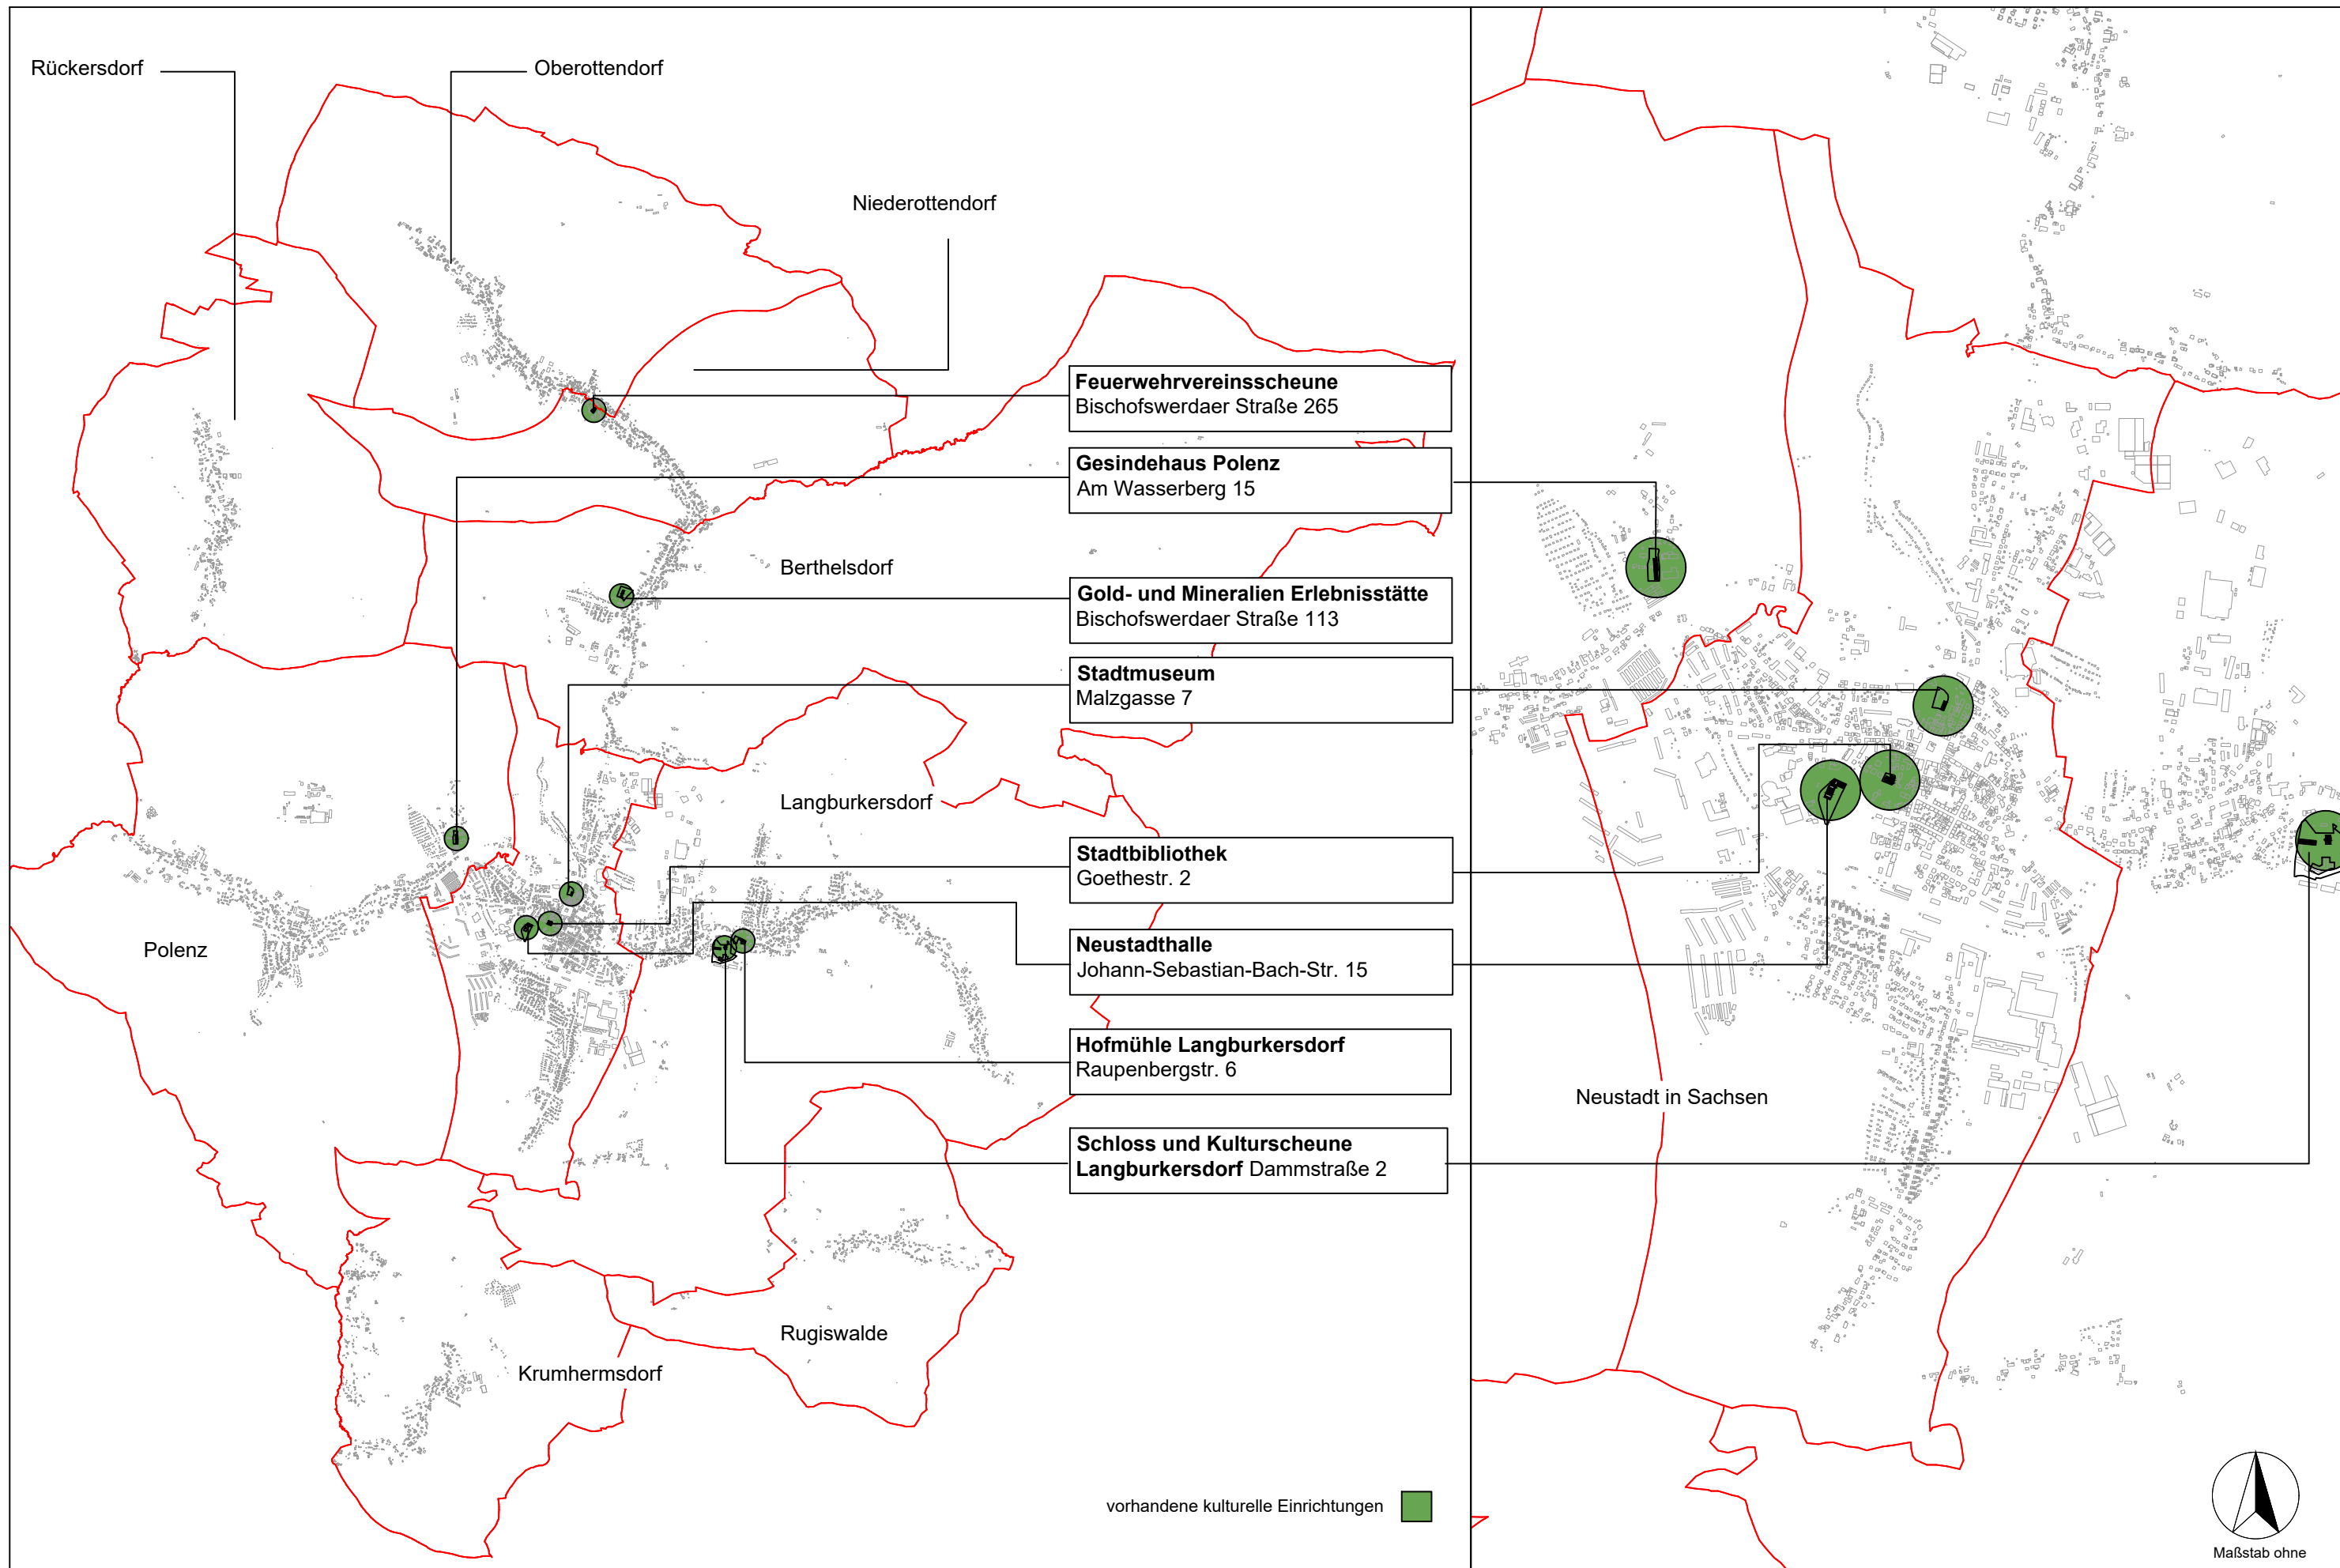 Rückersdorf
Oberottendorf
Niederottendorf
Feuerwehrvereinsscheune
Bischofswerdaer Straße 265
Gesindehaus Polenz
Am Wasserberg 15
Berthelsdorf
Gold- und Mineralien Erlebnisstätte
Bischofswerdaer Straße 113
Stadtmuseum
Malzgasse 7
Langburkersdorf
Stadtbibliothek
Goethestr. 2
Polenz
Neustadthalle
Johann-Sebastian-Bach-Str. 15
Hofmühle Langburkersdorf
Raupenbergstr. 6
Neustadt in Sachsen
Schloss und Kulturscheune
Langburkersdorf Dammstraße 2
Rugiswalde
Krumhermsdorf
vorhandene kulturelle Einrichtungen
Maßstab ohne